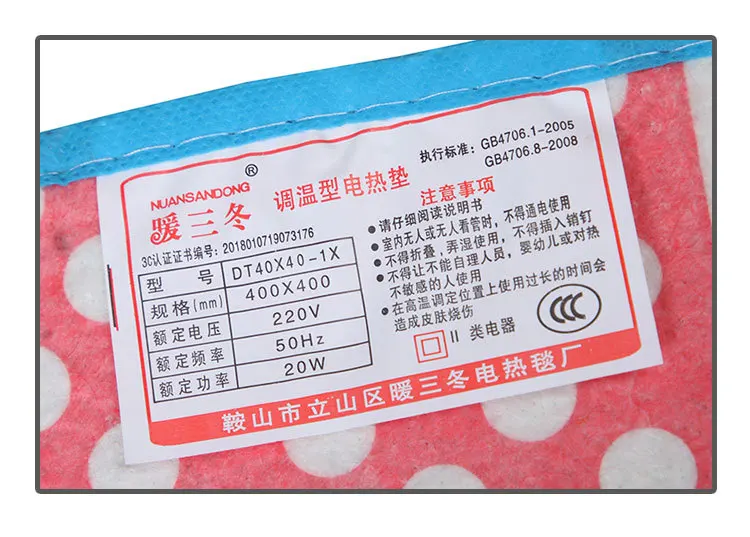 NUANSANDONG®
暖三冬
调温型电热垫
执行标准: GB4706.1-2005
GB4706.8-2008
3C认证证书编号: 2018010719073176
型 号 DT40X40-1X
规格(mm) 400X400
额定电压 220V
额定频率 50Hz
额定功率 20W
注意事项
●请仔细阅读说明书
●室内无人或无人看管时，不得通电使用
●不得折叠，弄湿使用，不得插入销钉
●不得让不能自理人员，婴幼儿或对热
不敏感的人使用
●在高温调定位置上使用过长的时间会
造成皮肤烧伤
II 类电器
CCC
鞍山市立山区暖三冬电热毯厂